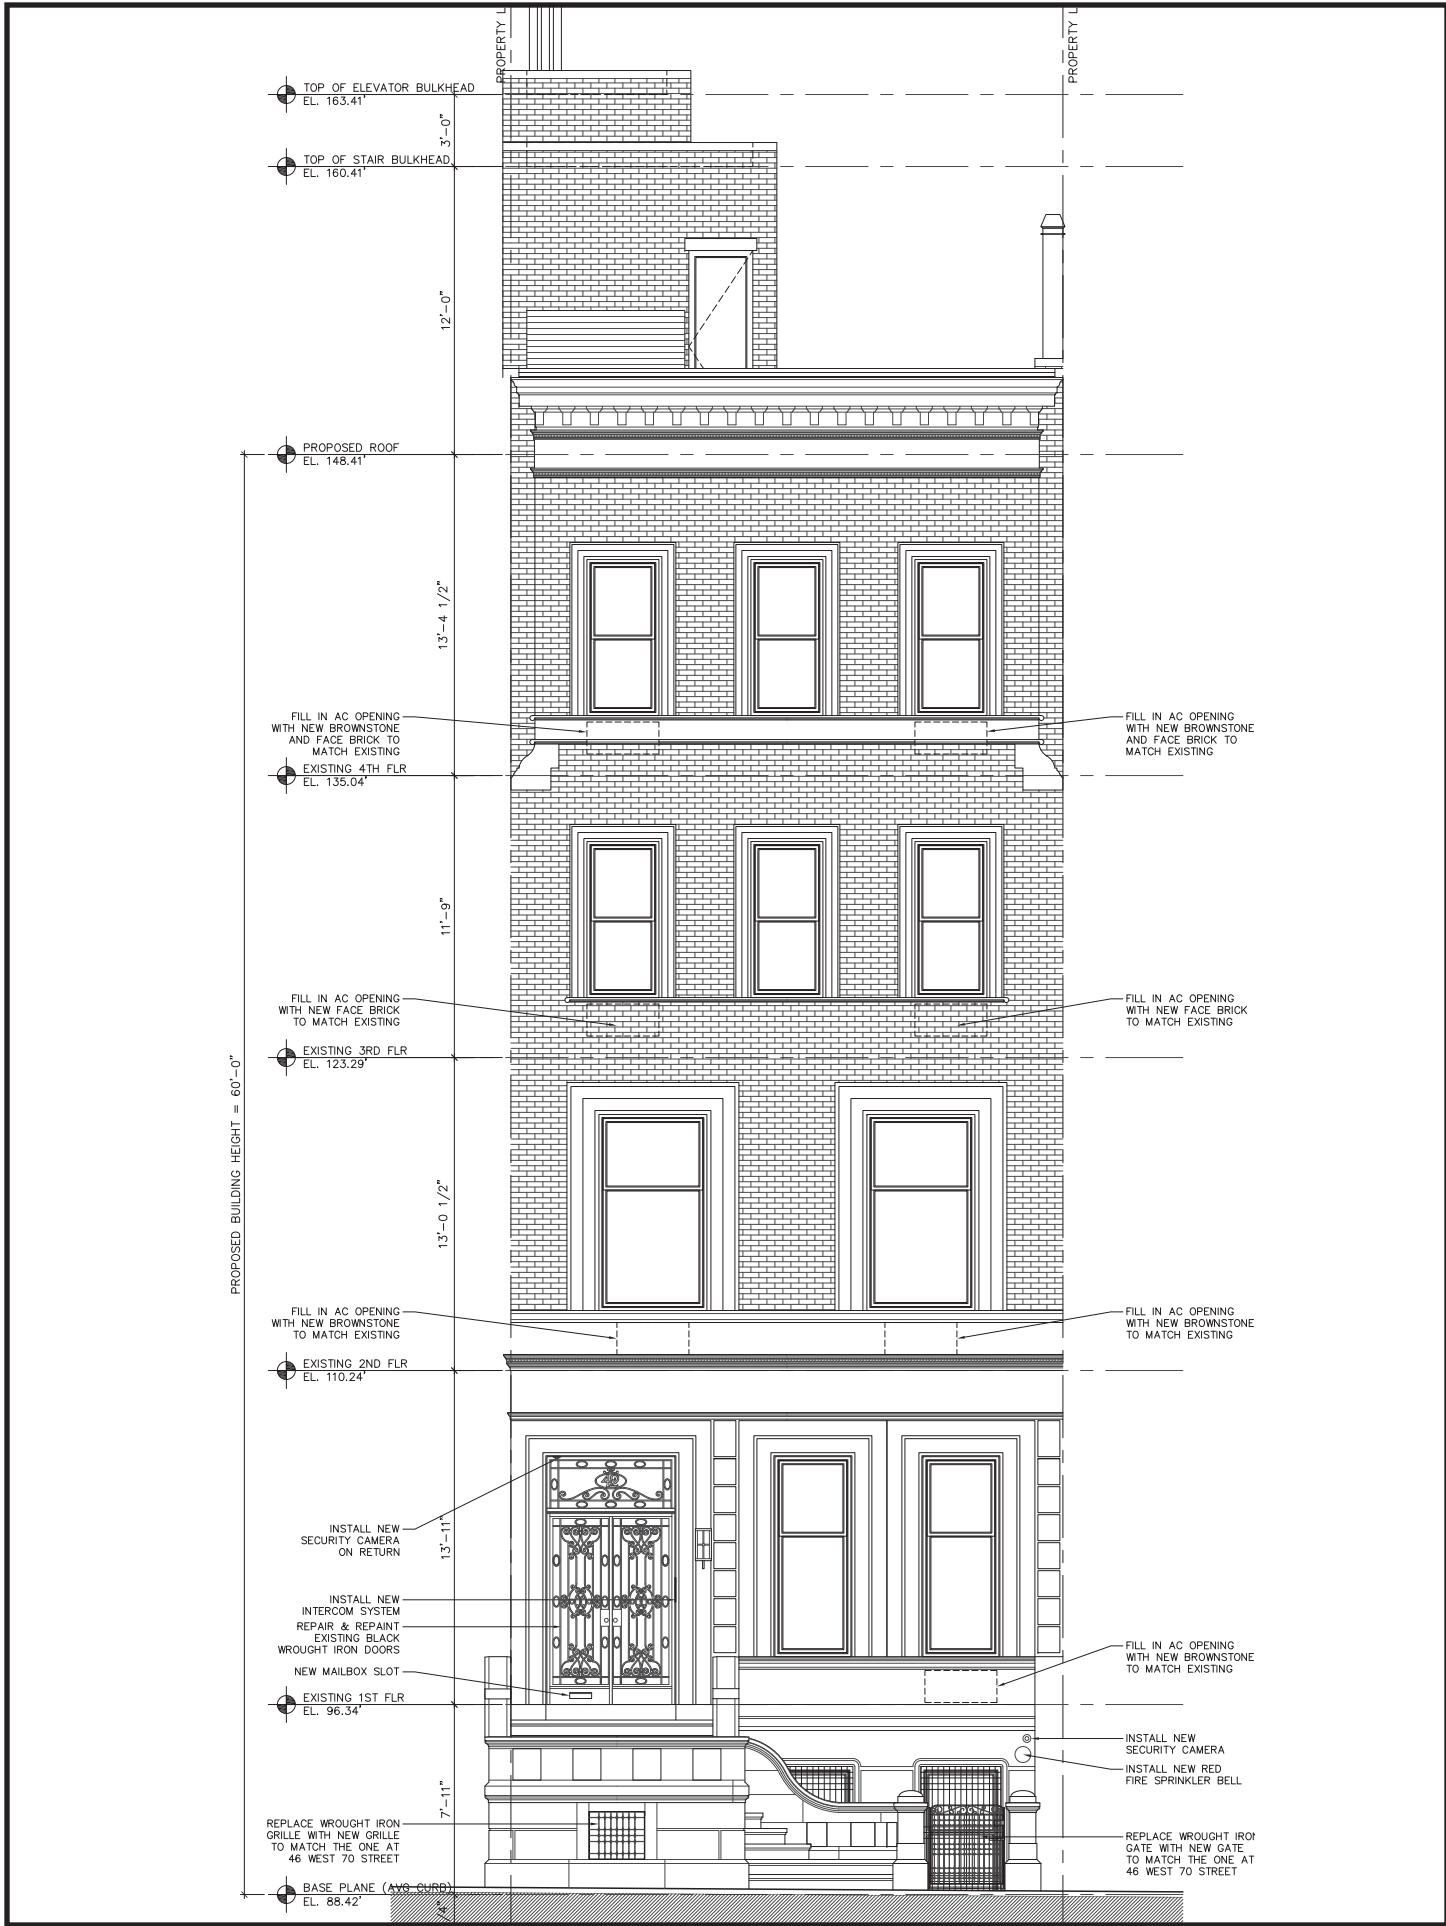 PROPERTY L
PROPERTY L
TOP OF ELEVATOR BULKHEAD
EL. 163.41'
3'-0"
TOP OF STAIR BULKHEAD
EL. 160.41'
12'-0"
PROPOSED ROOF
EL. 148.41'
13'-4 1/2"
FILL IN AC OPENING
WITH NEW BROWNSTONE
AND FACE BRICK TO
MATCH EXISTING
FILL IN AC OPENING
WITH NEW BROWNSTONE
AND FACE BRICK TO
MATCH EXISTING
EXISTING 4TH FLR
EL. 135.04'
11'-9"
FILL IN AC OPENING
WITH NEW FACE BRICK
TO MATCH EXISTING
FILL IN AC OPENING
WITH NEW FACE BRICK
TO MATCH EXISTING
EXISTING 3RD FLR
EL. 123.29'
PROPOSED BUILDING HEIGHT = 60'-0"
13'-0 1/2"
FILL IN AC OPENING
WITH NEW BROWNSTONE
TO MATCH EXISTING
FILL IN AC OPENING
WITH NEW BROWNSTONE
TO MATCH EXISTING
EXISTING 2ND FLR
EL. 110.24'
13'-11"
INSTALL NEW
SECURITY CAMERA
ON RETURN
INSTALL NEW
INTERCOM SYSTEM
REPAIR & REPAINT
EXISTING BLACK
WROUGHT IRON DOORS
NEW MAILBOX SLOT
FILL IN AC OPENING
WITH NEW BROWNSTONE
TO MATCH EXISTING
EXISTING 1ST FLR
EL. 96.34'
INSTALL NEW
SECURITY CAMERA
INSTALL NEW RED
FIRE SPRINKLER BELL
7'-11"
REPLACE WROUGHT IRON
GRILLE WITH NEW GRILLE
TO MATCH THE ONE AT
46 WEST 70 STREET
REPLACE WROUGHT IRON
GATE WITH NEW GATE
TO MATCH THE ONE AT
46 WEST 70 STREET
BASE PLANE (AVG CURB)
EL. 88.42'
/4"